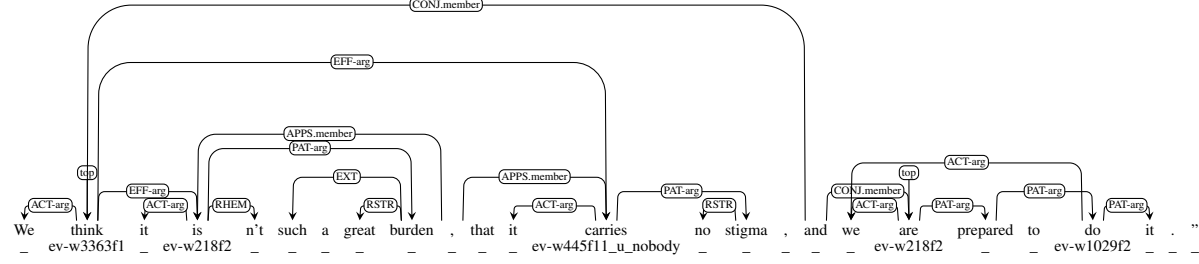 CONJ.member
EFF-arg
APPS.member
PAT-arg
ACT-arg
top
EXT
APPS.member
top
EFF-arg
PAT-arg
CONJ.member
PAT-arg
ACT-arg
ACT-arg
RHEM
RSTR
ACT-arg
RSTR
ACT-arg
PAT-arg
PAT-arg
We think it is n't such a great burden , that it carries no stigma , and we are prepared to do it . ”
_ ev-w3363f1 _ ev-w218f2 _ _ _ _ _ _ _ _ ev-w445f11_u_nobody _ _ _ _ _ ev-w218f2 _ _ ev-w1029f2 _ _ _